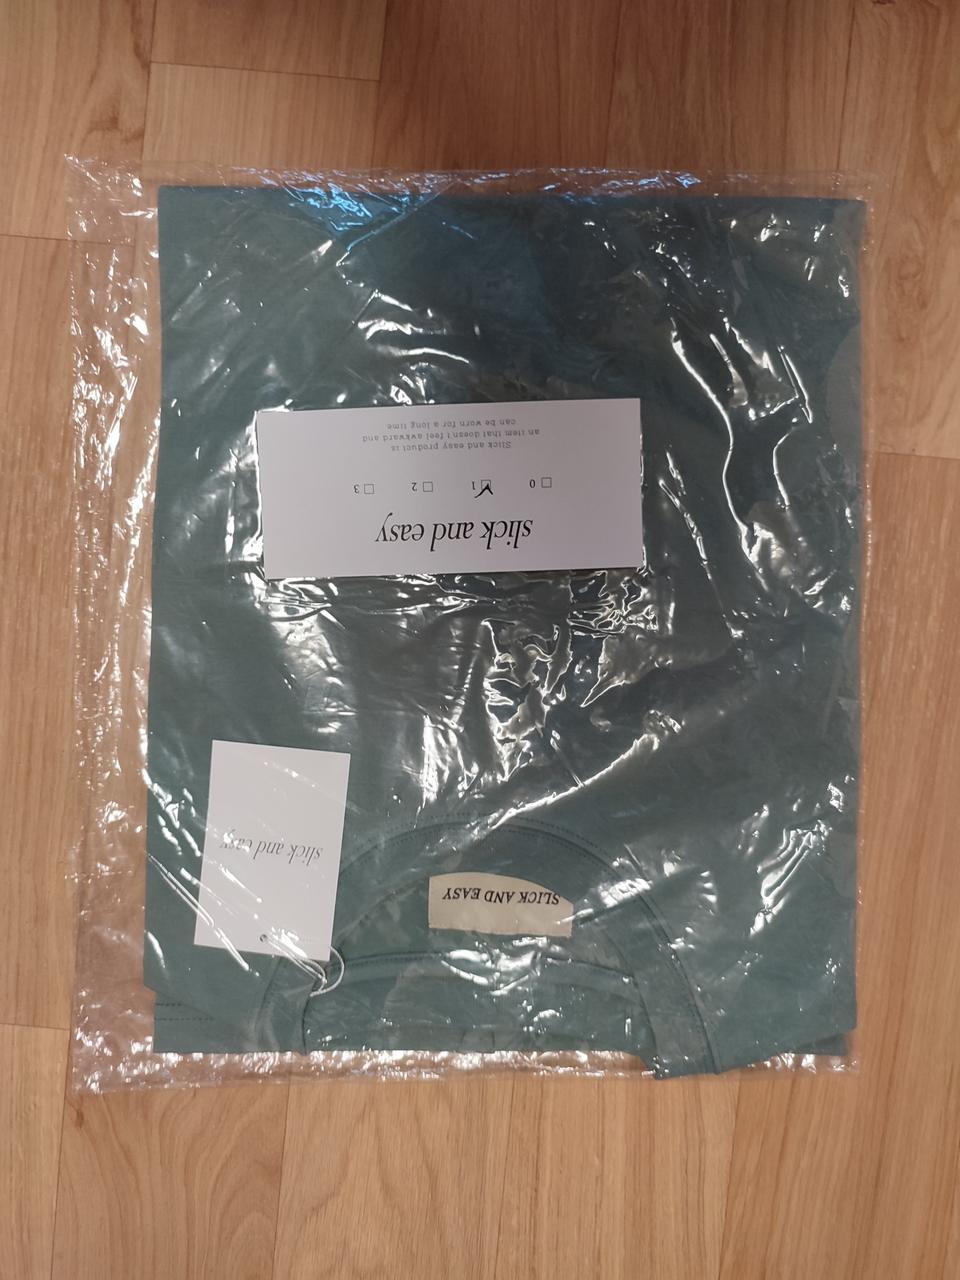 slick and easy
□ 0 ☑ 1 □ 2 □ 3
Slick and easy product is
an item that doesn't feel awkward and
can be worn for a long time
SLICK AND EASY
slick and easy